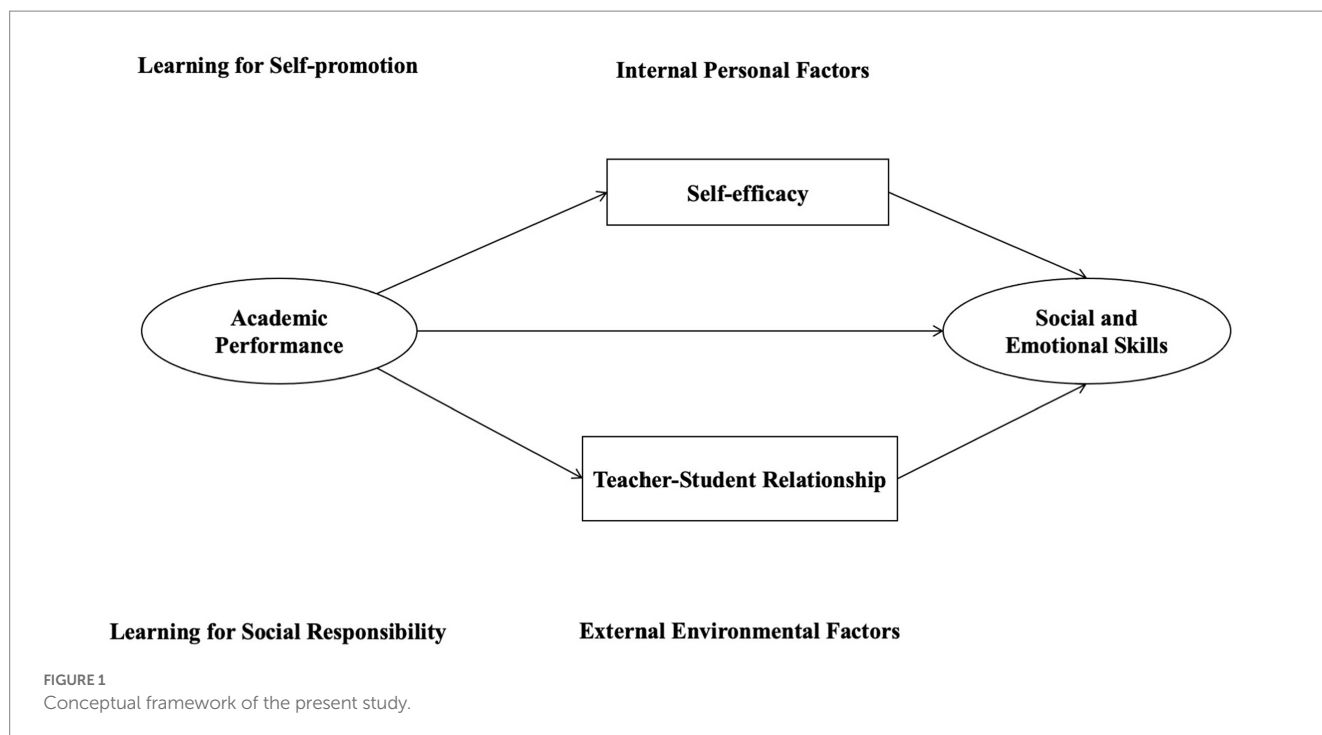 Learning for Self-promotion
Internal Personal Factors
Self-efficacy
Academic
Performance
Social and
Emotional Skills
Teacher-Student Relationship
Learning for Social Responsibility
External Environmental Factors
FIGURE 1
Conceptual framework of the present study.